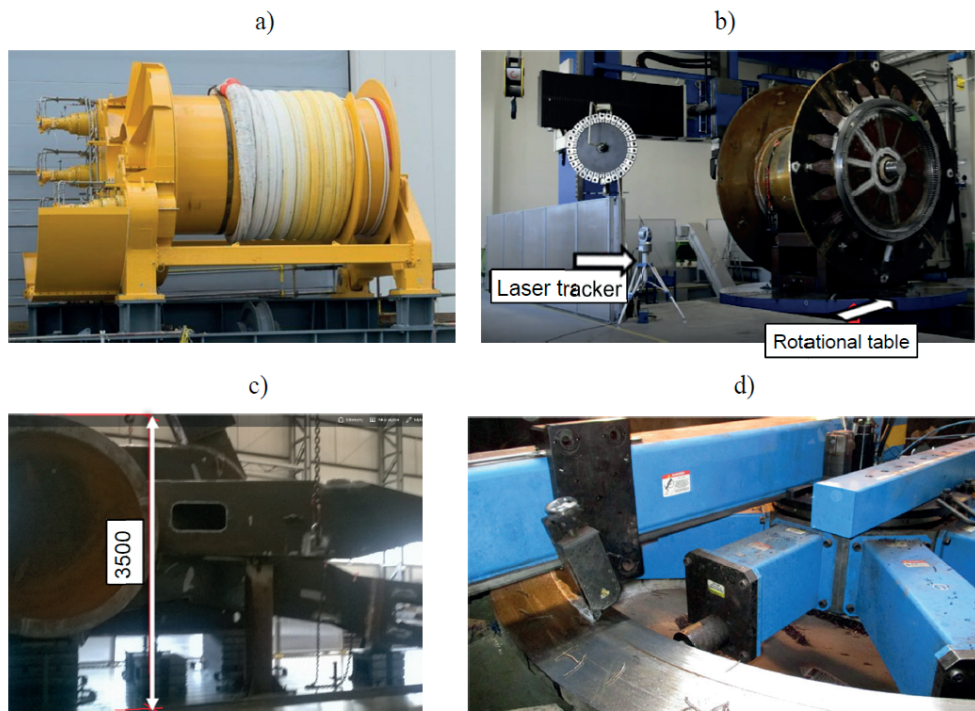 a)
b)
Laser tracker
Rotational table
c)
d)
3500